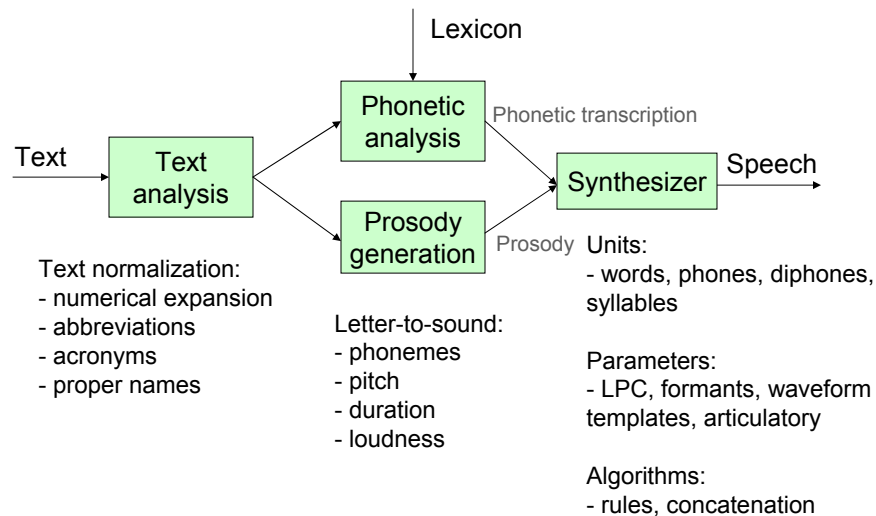 Lexicon
Text
Text
analysis
Phonetic
analysis
Phonetic transcription
Prosody
generation
Prosody
Synthesizer
Speech
Text normalization:
- numerical expansion
- abbreviations
- acronyms
- proper names
Letter-to-sound:
- phonemes
- pitch
- duration
- loudness
Units:
- words, phones, diphones,
syllables
Parameters:
- LPC, formants, waveform
templates, articulatory
Algorithms:
- rules, concatenation